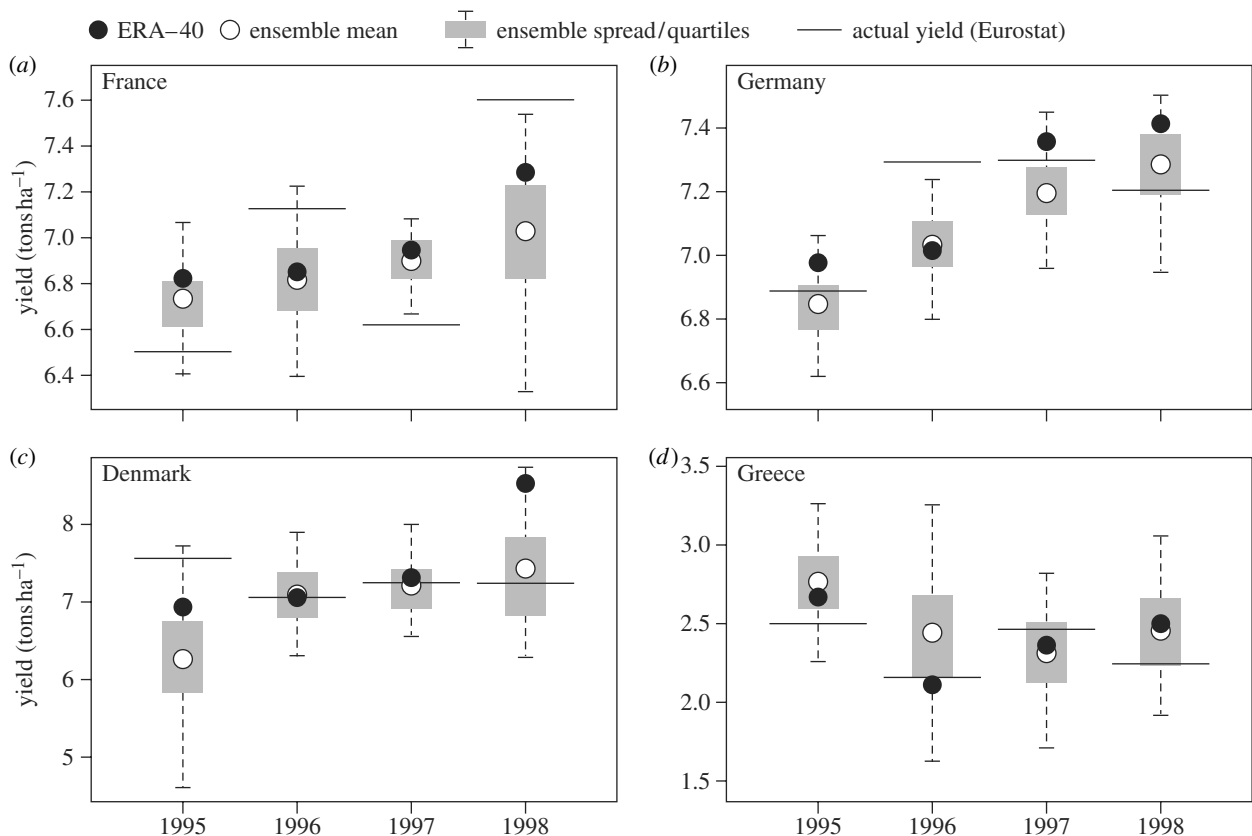 ERA–40 ensemble mean ensemble spread/quartiles actual yield (Eurostat)
(a)
France
yield (tons ha⁻¹)
7.6
7.4
7.2
7.0
6.8
6.6
6.4
(b)
Germany
7.4
7.2
7.0
6.8
6.6
(c)
Denmark
yield (tons ha⁻¹)
8
7
6
5
1995 1996 1997 1998
(d)
Greece
3.5
3.0
2.5
2.0
1.5
1995 1996 1997 1998